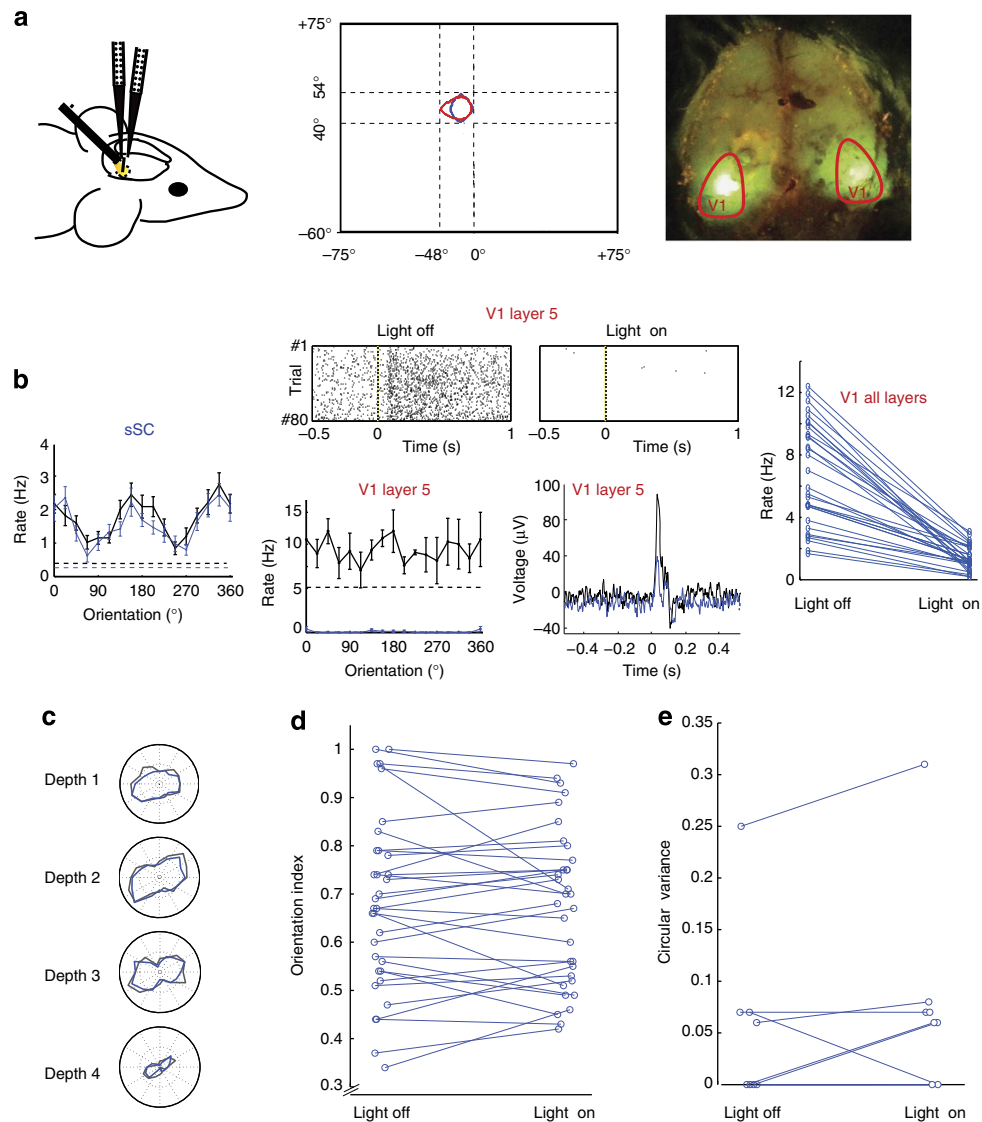 a
+75°
54°
40°
−60°
−75°
−48°
0°
+75°
V1
V1
b
V1 layer 5
Light off
Light on
#1
Trial
#80
−0.5
0
1
Time (s)
−0.5
0
1
Time (s)
sSC
4
3
2
1
0
Rate (Hz)
0
90
180
270
360
Orientation (°)
V1 layer 5
15
10
5
0
Rate (Hz)
0
90
180
270
360
Orientation (°)
V1 layer 5
100
80
60
40
0
−40
Voltage (µV)
−0.4
−0.2
0
0.2
0.4
Time (s)
V1 all layers
12
8
4
0
Rate (Hz)
Light off
Light on
c
Depth 1
Depth 2
Depth 3
Depth 4
d
1
0.9
0.8
0.7
0.6
0.5
0.4
0.3
Orientation index
Light off
Light on
e
0.35
0.3
0.25
0.2
0.15
0.1
0.05
0
Circular variance
Light off
Light on